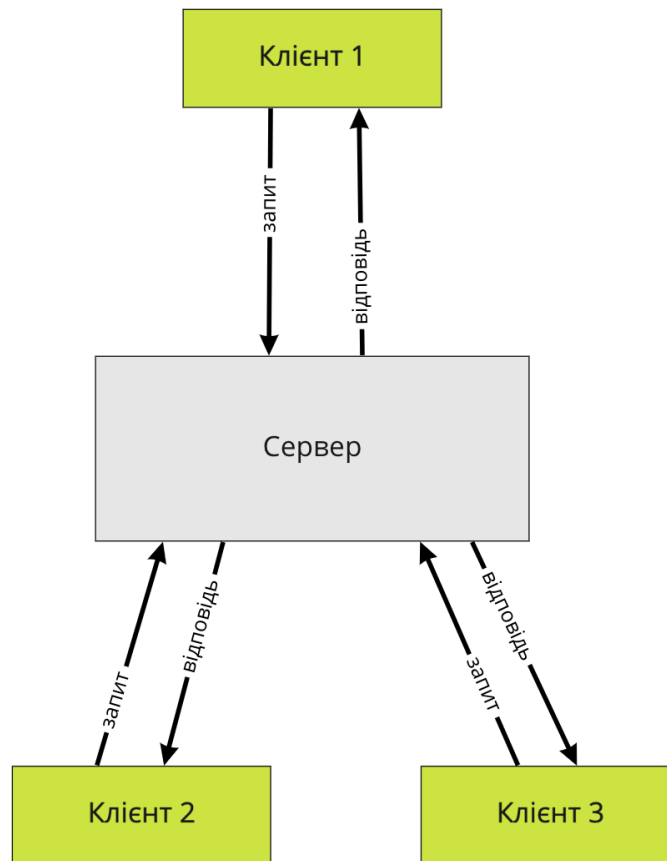 Клієнт 1
запит
відповідь
Сервер
запит
відповідь
запит
відповідь
Клієнт 2
Клієнт 3